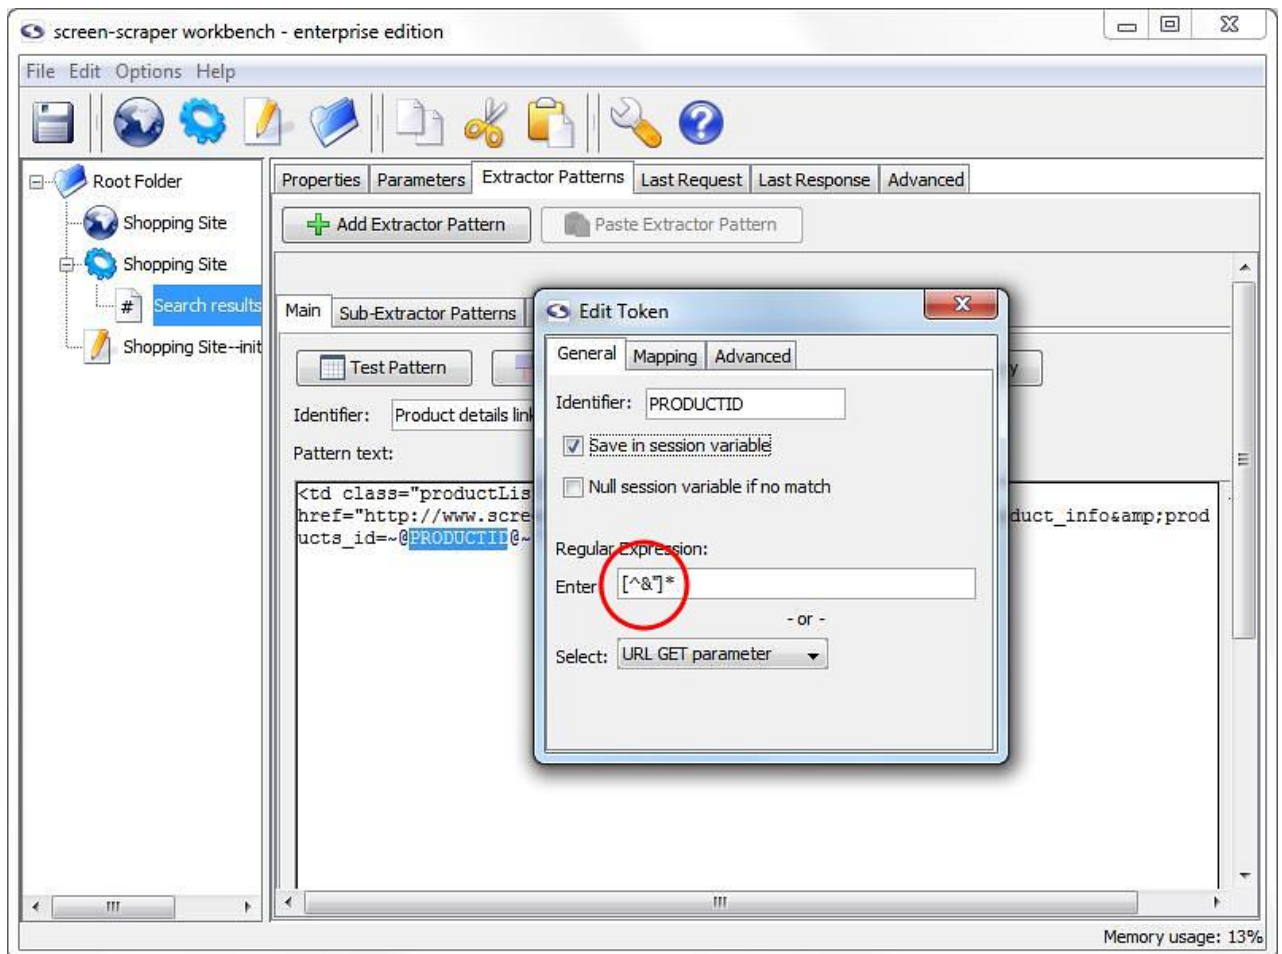 screen-scraper workbench - enterprise edition
File Edit Options Help
Root Folder
Shopping Site
Shopping Site
# Search results
Shopping Site--init
Properties Parameters Extractor Patterns Last Request Last Response Advanced
Add Extractor Pattern Paste Extractor Pattern
Main Sub-Extractor Patterns
Test Pattern
Identifier: Product details link
Pattern text:
<td class="productLis
href="http://www.scre duct_info&amp;prod
ucts_id=~@PRODUCTID@~
Edit Token
General Mapping Advanced
Identifier: PRODUCTID
Save in session variable
Null session variable if no match
Regular Expression:
Enter [^&"]*
- or -
Select: URL GET parameter
Memory usage: 13%